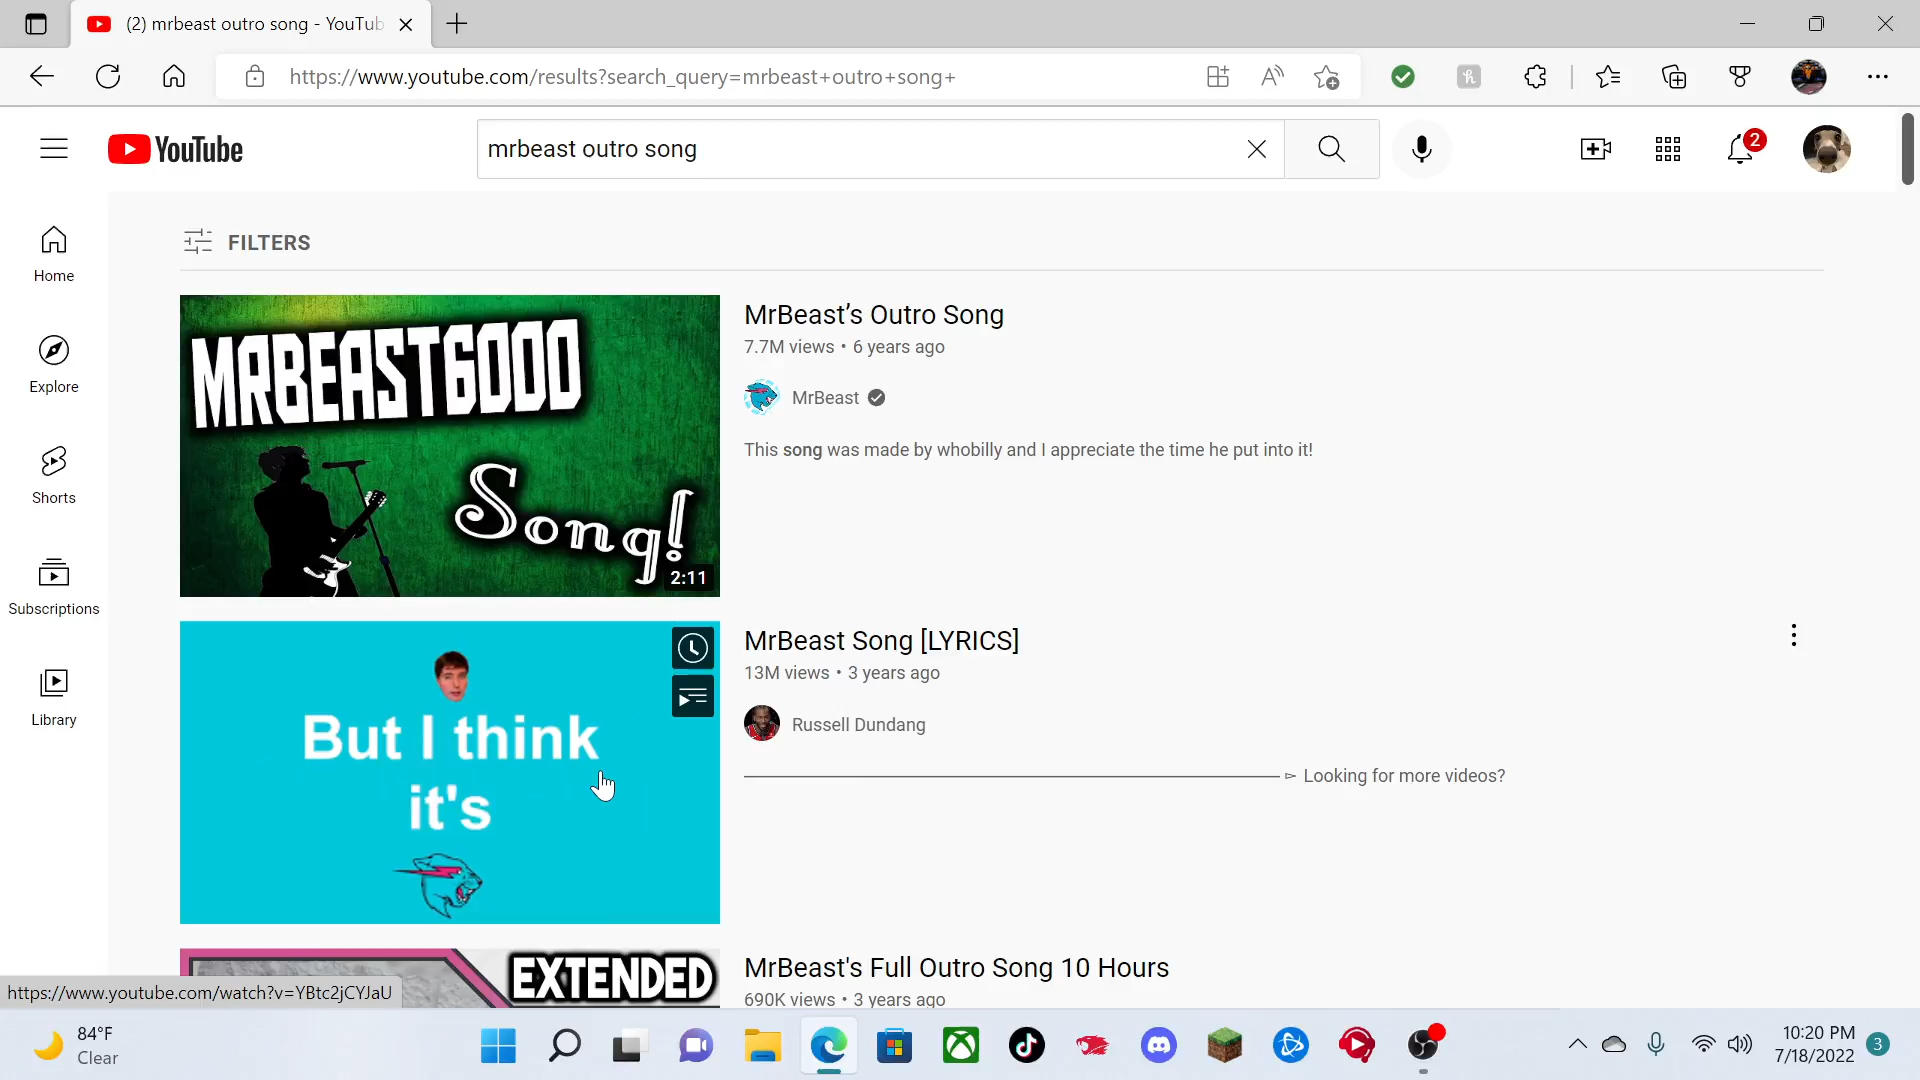 (2) mrbeast outro song - YouTub
https://www.youtube.com/results?search_query=mrbeast+outro+song+
YouTube
mrbeast outro song
2
Home
Explore
Shorts
Subscriptions
Library
FILTERS
MRBEAST6000
Song!
2:11
MrBeast’s Outro Song
7.7M views • 6 years ago
MrBeast
This song was made by whobilly and I appreciate the time he put into it!
But I think
it's
MrBeast Song [LYRICS]
13M views • 3 years ago
Russell Dundang
Looking for more videos?
EXTENDED
MrBeast's Full Outro Song 10 Hours
690K views • 3 years ago
https://www.youtube.com/watch?v=YBtc2jCYJaU
84°F
Clear
10:20 PM
7/18/2022
3